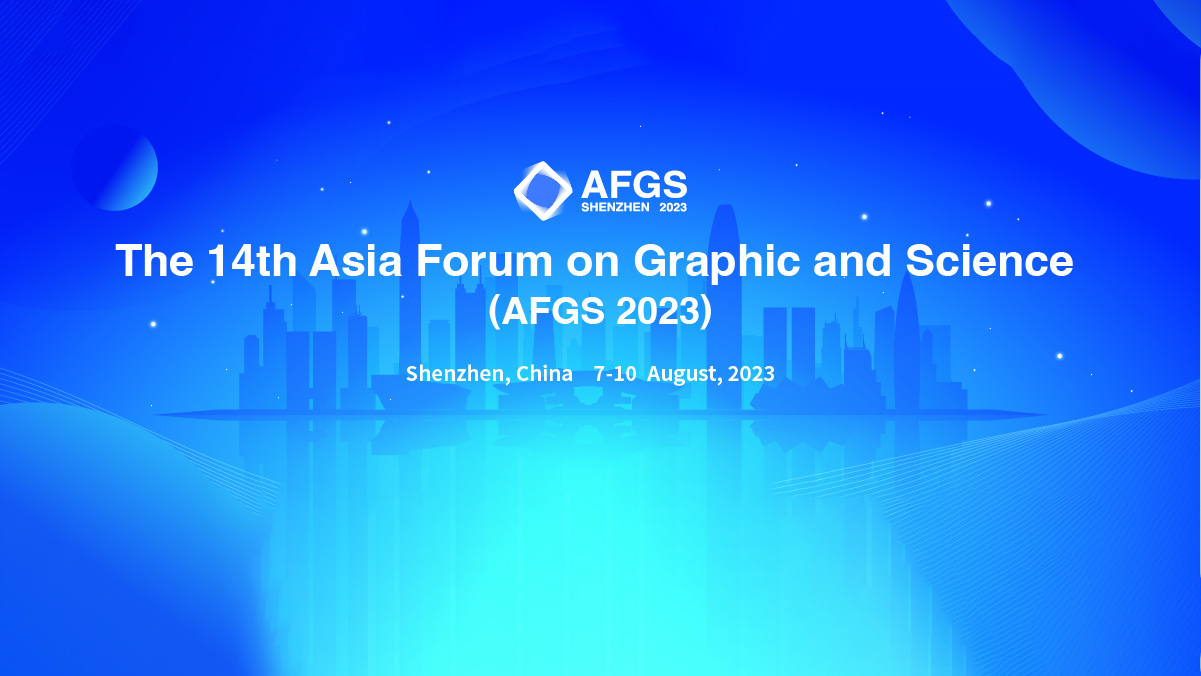 AFGS
SHENZHEN 2023
The 14th Asia Forum on Graphic and Science
(AFGS 2023)
Shenzhen, China 7-10 August, 2023